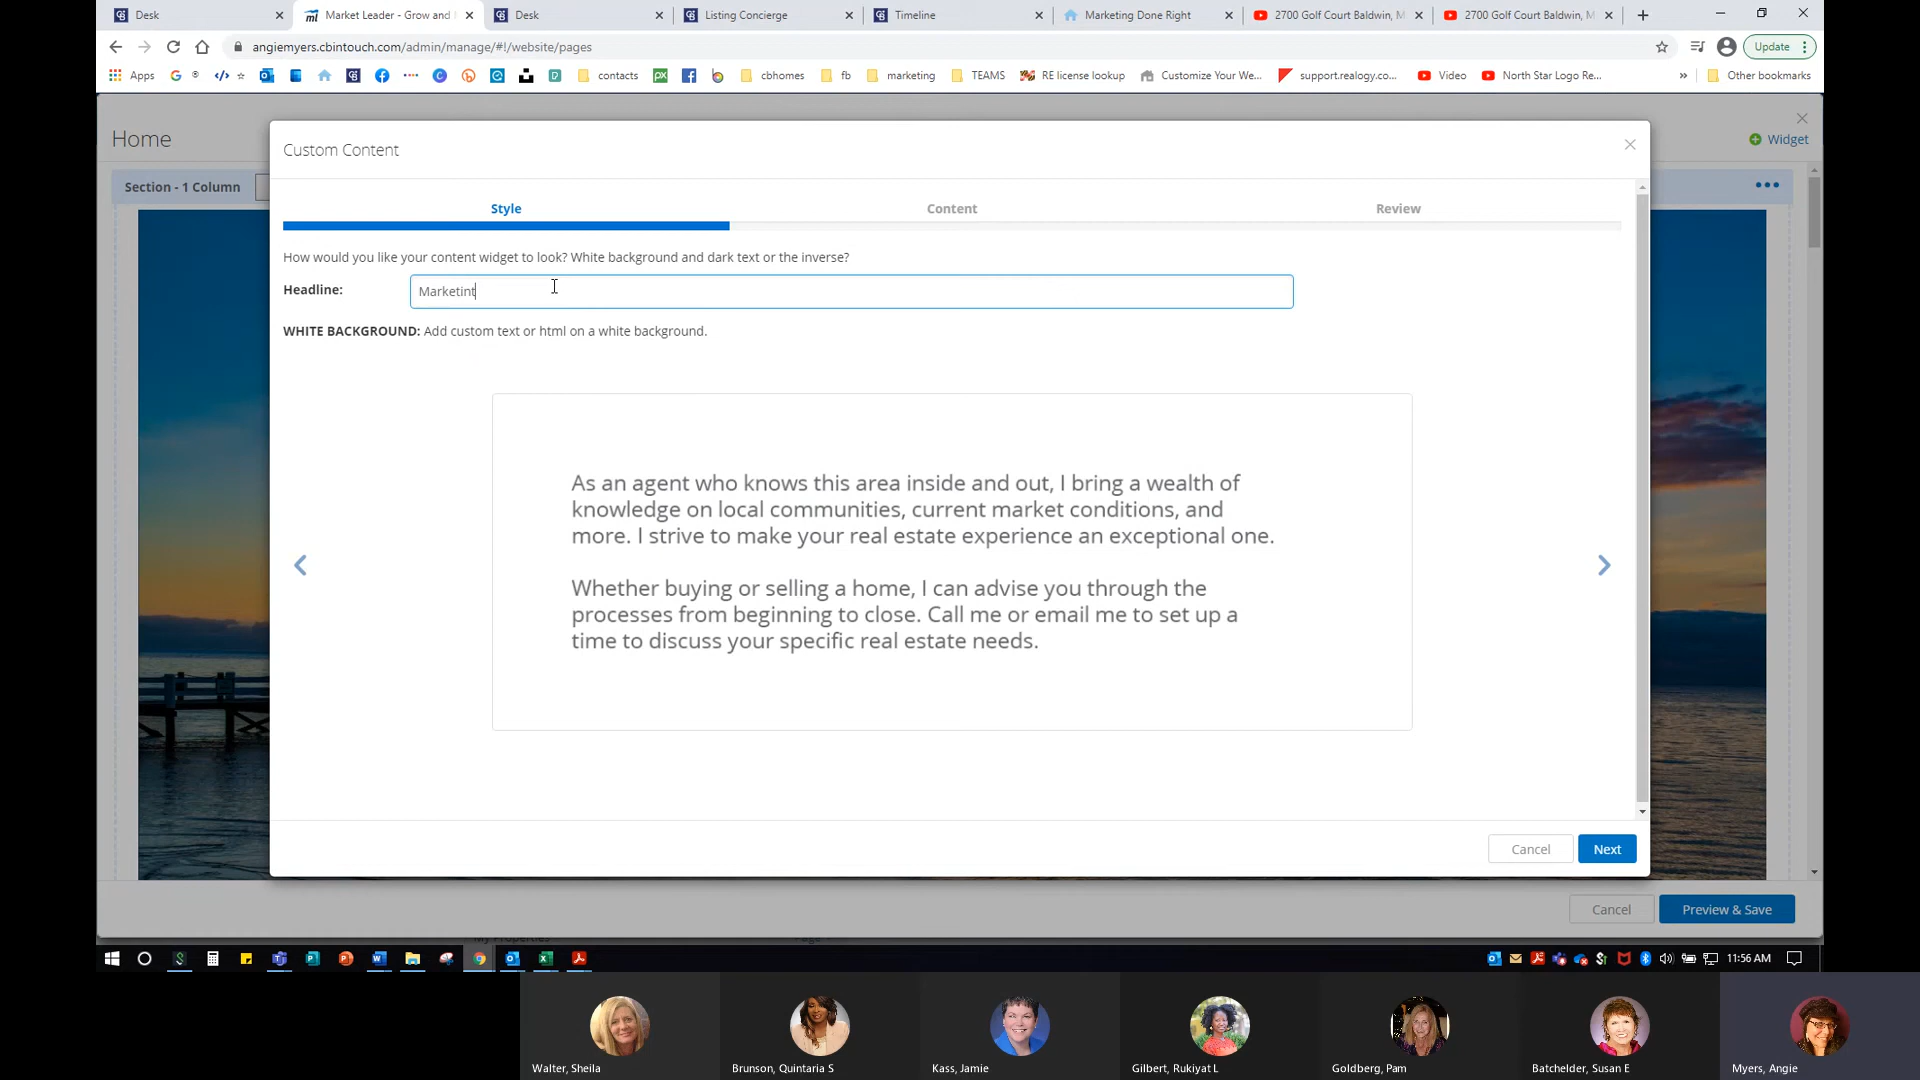 Desk
Market Leader - Grow and
Desk
Listing Concierge
Timeline
Marketing Done Right
2700 Golf Court Baldwin, M
2700 Golf Court Baldwin, M
angiemyers.cbintouch.com/admin/manage/#!/website/pages
Update
Apps
contacts
cbhomes
fb
marketing
TEAMS
RE license lookup
Customize Your We...
support.realogy.co...
Video
North Star Logo Re...
»
Other bookmarks
Home
Widget
Section - 1 Column
Custom Content
Style
Content
Review
How would you like your content widget to look? White background and dark text or the inverse?
Headline:
Marketint
WHITE BACKGROUND: Add custom text or html on a white background.
As an agent who knows this area inside and out, I bring a wealth of
knowledge on local communities, current market conditions, and
more. I strive to make your real estate experience an exceptional one.
Whether buying or selling a home, I can advise you through the
processes from beginning to close. Call me or email me to set up a
time to discuss your specific real estate needs.
Cancel
Next
Cancel
Preview & Save
11:56 AM
Walter, Sheila
Brunson, Quintaria S
Kass, Jamie
Gilbert, Rukiyat L
Goldberg, Pam
Batchelder, Susan E
Myers, Angie